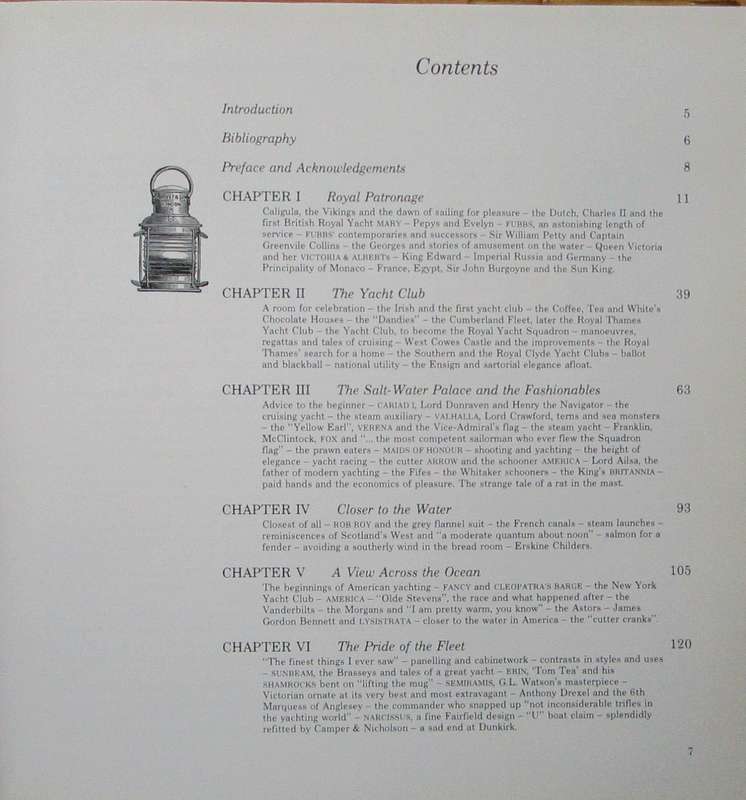 Contents
Introduction 5
Bibliography 6
Preface and Acknowledgements 8
CHAPTER I Royal Patronage 11
Caligula, the Vikings and the dawn of sailing for pleasure – the Dutch, Charles II and the
first British Royal Yacht MARY – Pepys and Evelyn – FUBBS, an astonishing length of
service – FUBBS' contemporaries and successors – Sir William Petty and Captain
Greenvile Collins – the Georges and stories of amusement on the water – Queen Victoria
and her VICTORIA & ALBERTs – King Edward – Imperial Russia and Germany – the
Principality of Monaco – France, Egypt, Sir John Burgoyne and the Sun King.
CHAPTER II The Yacht Club 39
A room for celebration – the Irish and the first yacht club – the Coffee, Tea and White's
Chocolate Houses – the "Dandies" – the Cumberland Fleet, later the Royal Thames
Yacht Club – the Yacht Club, to become the Royal Yacht Squadron – manoeuvres,
regattas and tales of cruising – West Cowes Castle and the improvements – the Royal
Thames' search for a home – the Southern and the Royal Clyde Yacht Clubs – ballot
and blackball – national utility – the Ensign and sartorial elegance afloat.
CHAPTER III The Salt-Water Palace and the Fashionables 63
Advice to the beginner – CARIAD I, Lord Donraven and Henry the Navigator – the
cruising yacht – the steam auxiliary – VALHALLA, Lord Crawford, terns and sea monsters
– the "Yellow Earl", VERENA and the Vice-Admiral's flag – the steam yacht – Franklin,
McClintock, FOX and "... the most competent sailorman who ever flew the Squadron
flag" – the prawn eaters – MAIDS OF HONOUR – shooting and yachting – the height of
elegance – yacht racing – the cutter ARROW and the schooner AMERICA – Lord Ailsa, the
father of modern yachting – the Fifes – the Whitaker schooners – the King's BRITANNIA –
paid hands and the economics of pleasure. The strange tale of a rat in the mast.
CHAPTER IV Closer to the Water 93
Closest of all – ROB ROY and the grey flannel suit – the French canals – steam launches –
reminiscences of Scotland's West and "a moderate quantum about noon" – salmon for a
fender – avoiding a southerly wind in the bread room – Erskine Childers.
CHAPTER V A View Across the Ocean 105
The beginnings of American yachting – FANCY and CLEOPATRA'S BARGE – the New York
Yacht Club – AMERICA – "Olde Stevens", the race and what happened after – the
Vanderbilts – the Morgans and "I am pretty warm, you know" – the Astors – James
Gordon Bennett and LYSISTRATA – closer to the water in America – the "cutter cranks".
CHAPTER VI The Pride of the Fleet 120
"The finest things I ever saw" – panelling and cabinetwork – contrasts in styles and uses
– SUNBEAM, the Brasseys and tales of a great yacht – ERIN, 'Tom Tea' and his
SHAMROCKS bent on "lifting the mug" – SEMIRAMIS, G.L. Watson's masterpiece –
Victorian ornate at its very best and most extravagant – Anthony Drexel and the 6th
Marquess of Anglesey – the commander who snapped up "not inconsiderable trifles in
the yachting world" – NARCISSUS, a fine Fairfield design – "U" boat claim – splendidly
refitted by Camper & Nicholson – a sad end at Dunkirk.
7